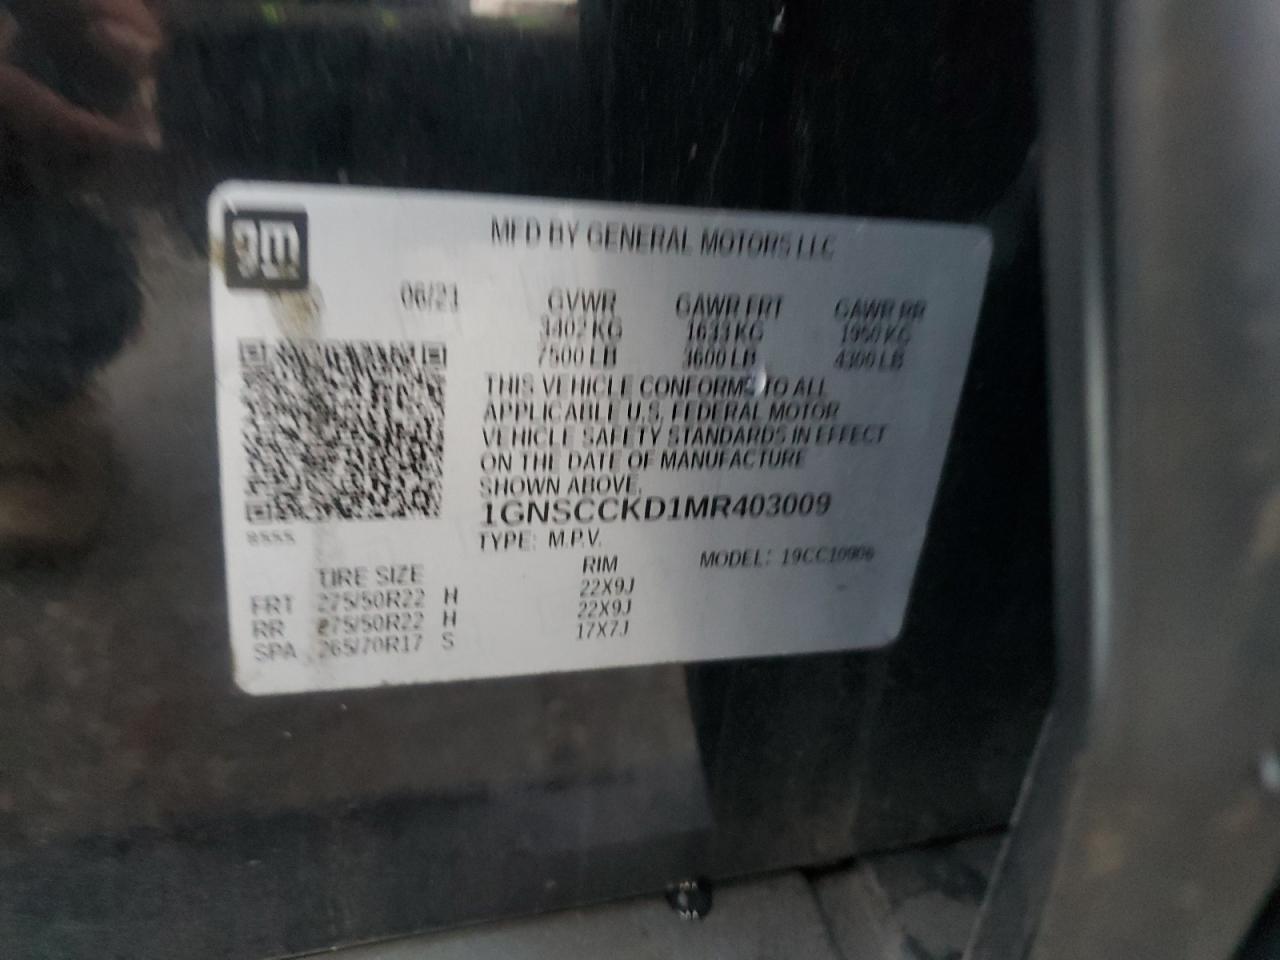 gm
MFD BY GENERAL MOTORS LLC
06/21 GVWR GAWR FRT GAWR RR
3402 KG 1633 KG 1950 KG
7500 LB 3600 LB 4300 LB
THIS VEHICLE CONFORMS TO ALL
APPLICABLE U.S. FEDERAL MOTOR
VEHICLE SAFETY STANDARDS IN EFFECT
ON THE DATE OF MANUFACTURE
SHOWN ABOVE.
1GNSCCKD1MR403009
TYPE: M.P.V.
MODEL: 19CC10906
TIRE SIZE RIM
FRT 275/50R22 H 22X9J
RR 275/50R22 H 22X9J
SPA 265/70R17 S 17X7J